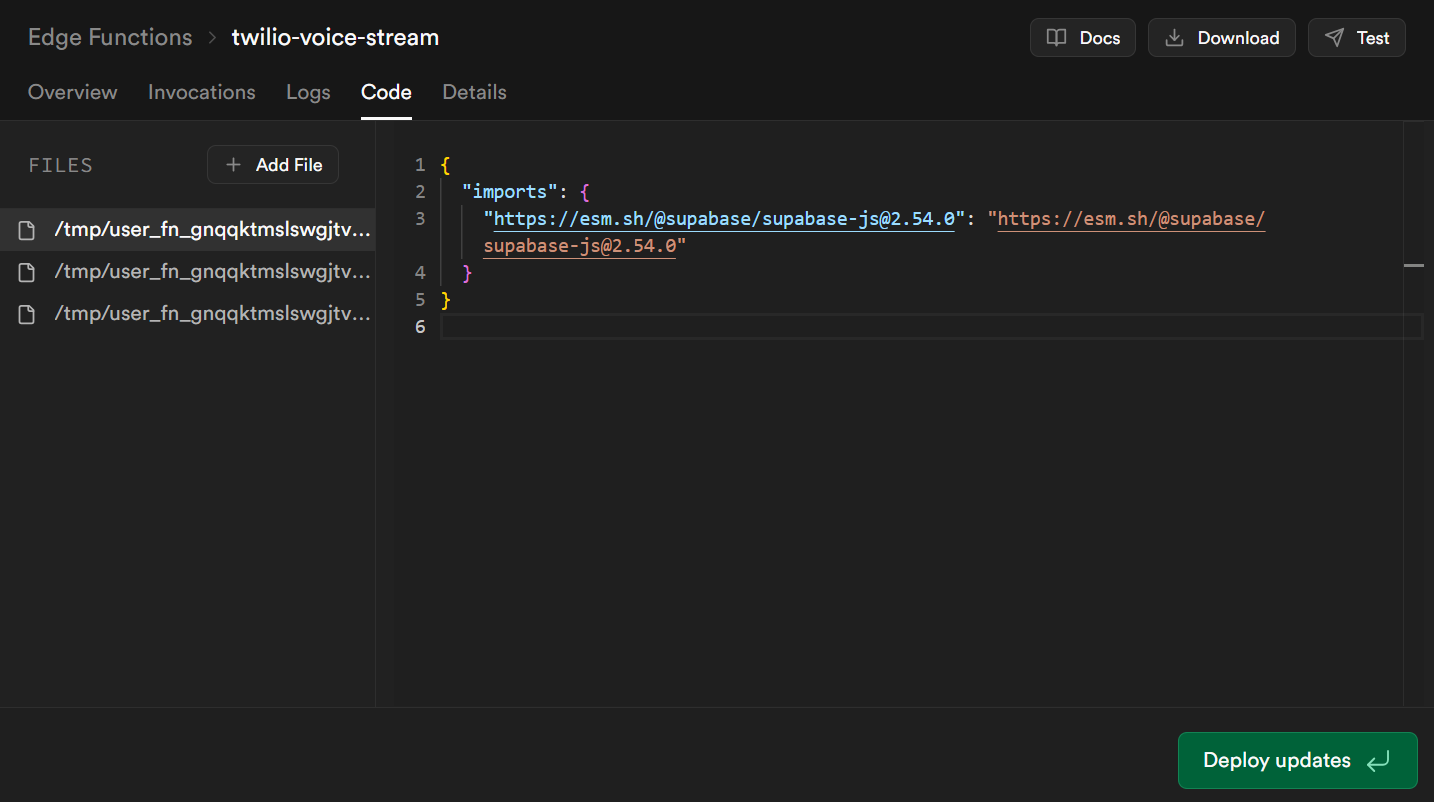 Edge Functions > twilio-voice-stream
Docs
Download
Test
Overview
Invocations
Logs
Code
Details
FILES
+ Add File
/tmp/user_fn_gnqqktmslswgjtv...
/tmp/user_fn_gnqqktmslswgjtv...
/tmp/user_fn_gnqqktmslswgjtv...
1 {
2 "imports": {
3 "https://esm.sh/@supabase/supabase-js@2.54.0": "https://esm.sh/@supabase/
supabase-js@2.54.0"
4 }
5 }
6
Deploy updates